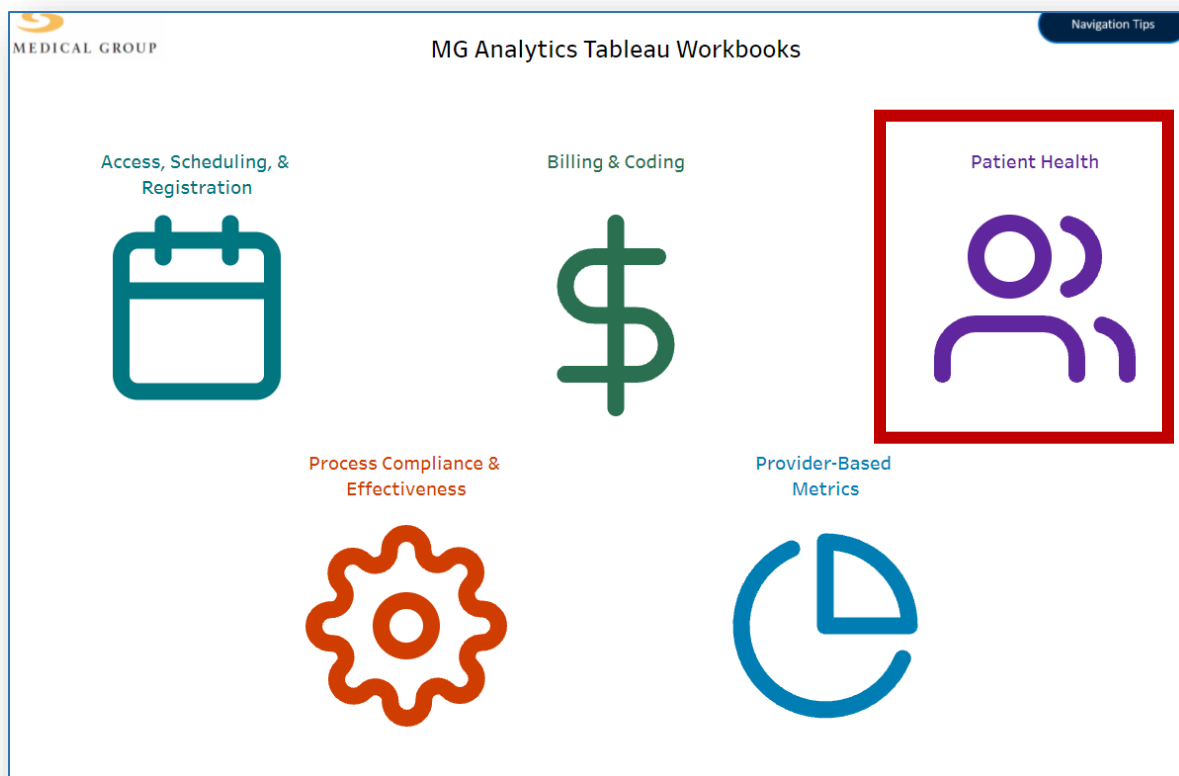 MEDICAL GROUP
MG Analytics Tableau Workbooks
Navigation Tips
Access, Scheduling, &
Registration
Billing & Coding
Patient Health
Process Compliance &
Effectiveness
Provider-Based
Metrics